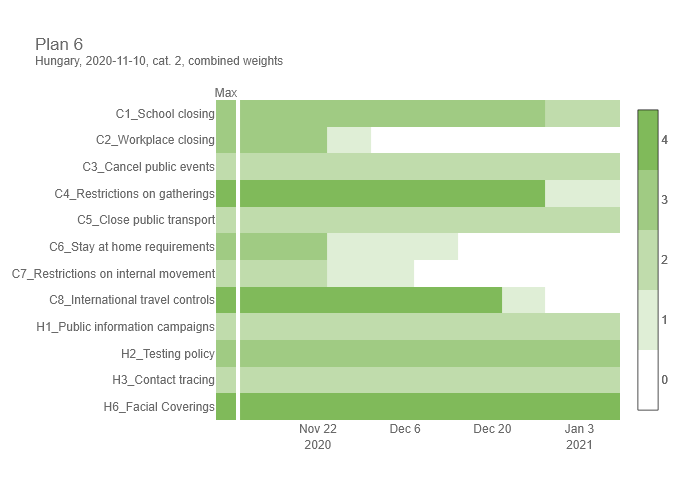 Plan 6
Hungary, 2020-11-10, cat. 2, combined weights
Max
C1_School closing
C2_Workplace closing
C3_Cancel public events
C4_Restrictions on gatherings
C5_Close public transport
C6_Stay at home requirements
C7_Restrictions on internal movement
C8_International travel controls
H1_Public information campaigns
H2_Testing policy
H3_Contact tracing
H6_Facial Coverings
4
3
2
1
0
Nov 22 Dec 6 Dec 20 Jan 3
2020 2021